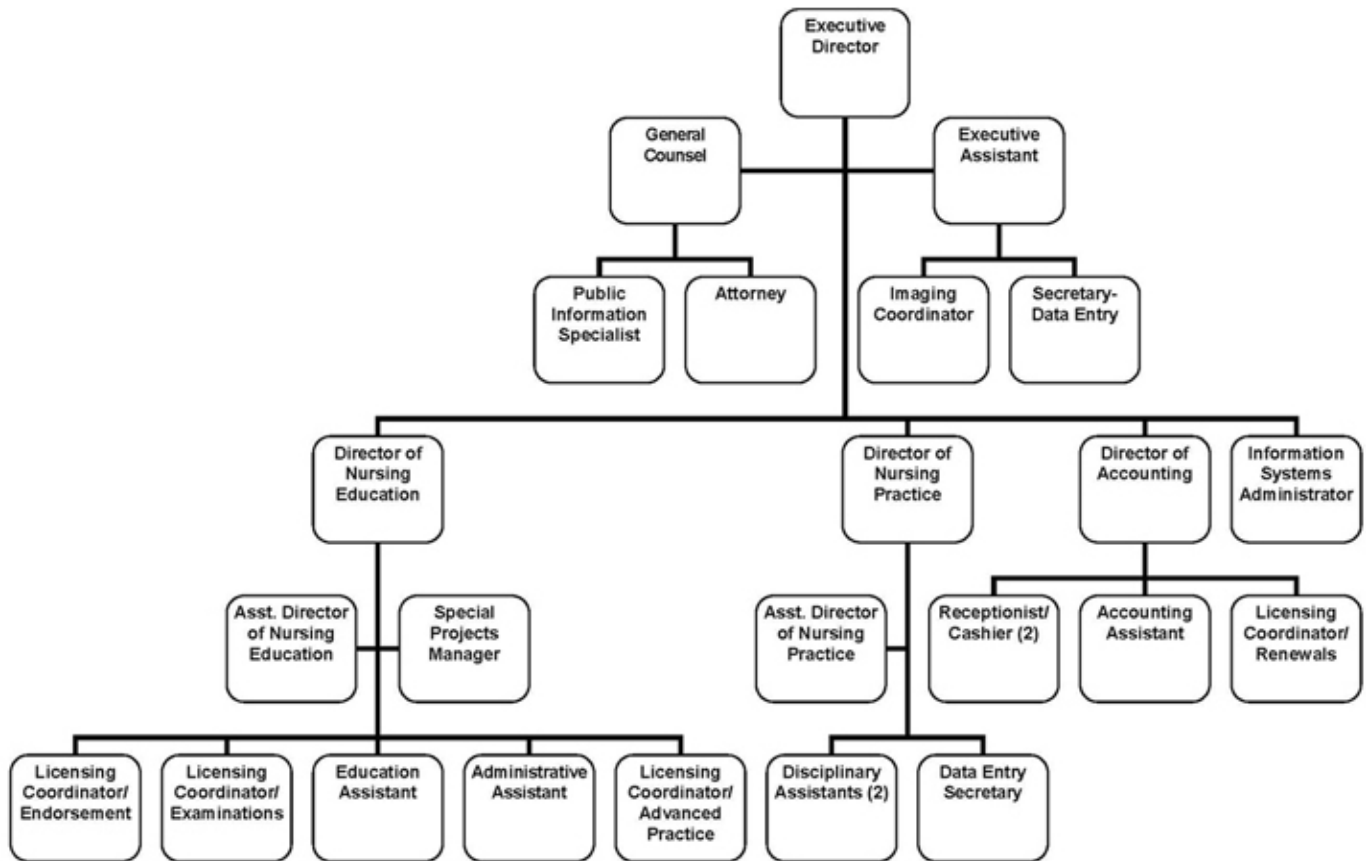 Executive
Director
General
Counsel
Executive
Assistant
Public
Information
Specialist
Attorney
Imaging
Coordinator
Secretary-
Data Entry
Director of
Nursing
Education
Director of
Nursing
Practice
Director of
Accounting
Information
Systems
Administrator
Asst. Director
of Nursing
Education
Special
Projects
Manager
Asst. Director
of Nursing
Practice
Receptionist/
Cashier (2)
Accounting
Assistant
Licensing
Coordinator/
Renewals
Licensing
Coordinator/
Endorsement
Licensing
Coordinator/
Examinations
Education
Assistant
Administrative
Assistant
Licensing
Coordinator/
Advanced
Practice
Disciplinary
Assistants (2)
Data Entry
Secretary